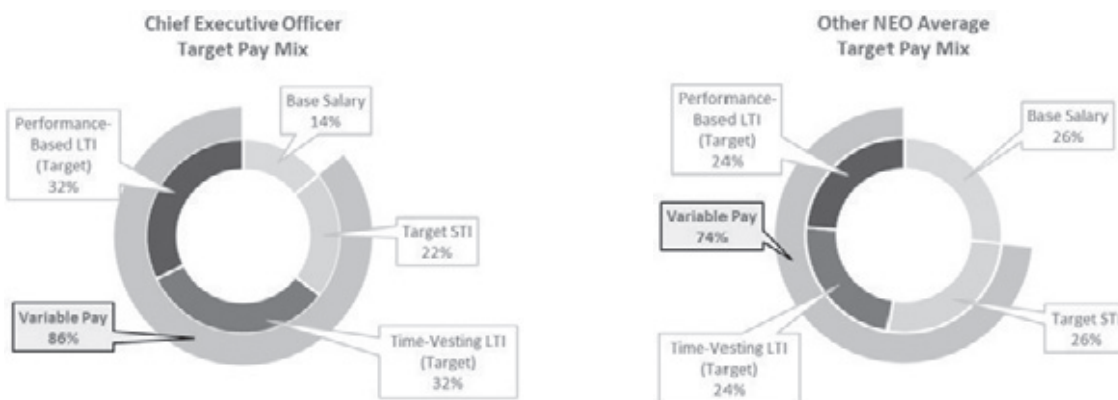 Chief Executive Officer
Target Pay Mix
Performance-
Based LTI
(Target)
32%
Base Salary
14%
Target STI
22%
Variable Pay
86%
Time-Vesting LTI
(Target)
32%
Other NEO Average
Target Pay Mix
Performance-
Based LTI
(Target)
24%
Base Salary
26%
Variable Pay
74%
Time-Vesting LTI
(Target)
24%
Target ST
26%